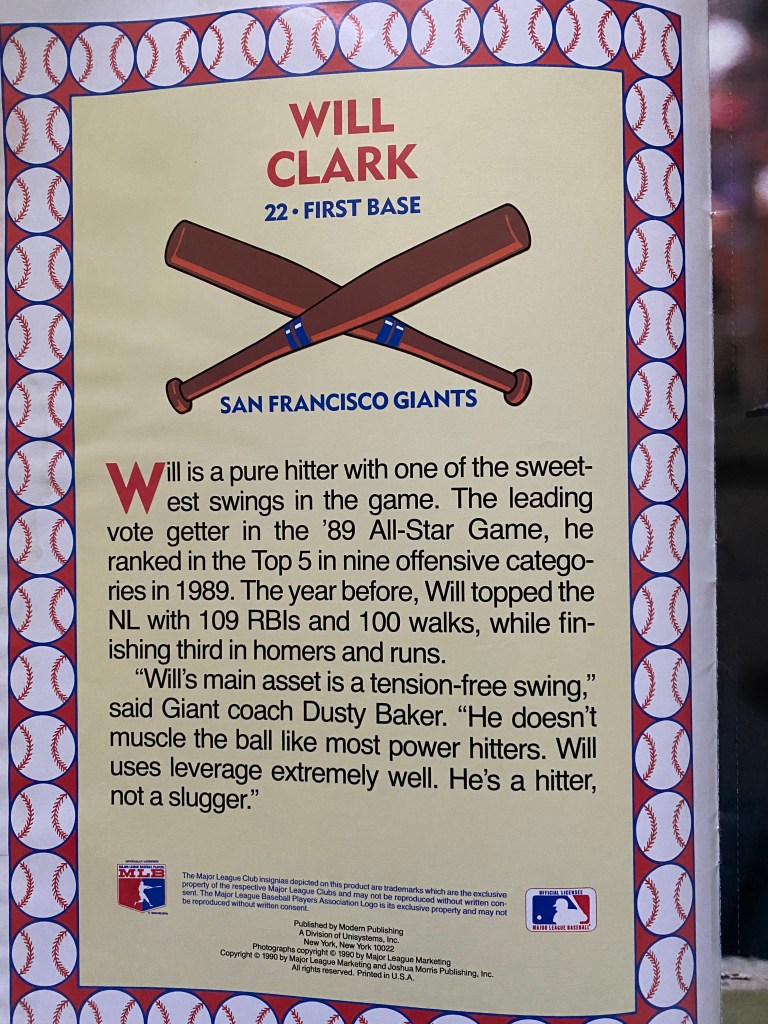 WILL
CLARK
22 • FIRST BASE
SAN FRANCISCO GIANTS
Will is a pure hitter with one of the sweet-
est swings in the game. The leading
vote getter in the '89 All-Star Game, he
ranked in the Top 5 in nine offensive catego-
ries in 1989. The year before, Will topped the
NL with 109 RBIs and 100 walks, while fin-
ishing third in homers and runs.
“Will's main asset is a tension-free swing,”
said Giant coach Dusty Baker. “He doesn't
muscle the ball like most power hitters. Will
uses leverage extremely well. He's a hitter,
not a slugger.”
OFFICIALLY LICENSED
MAJOR LEAGUE BASEBALL PLAYERS
MLB
The Major League Club insignias depicted on this product are trademarks which are the exclusive
property of the respective Major League Clubs and may not be reproduced without written con-
sent. The Major League Baseball Players Association Logo is its exclusive property and may not
be reproduced without written consent.
OFFICIAL LICENSEE
MAJOR LEAGUE BASEBALL
Published by Modern Publishing
A Division of Unisystems, Inc.
New York, New York 10022
Photographs copyright © 1990 by Major League Marketing
Copyright © 1990 by Major League Marketing and Joshua Morris Publishing, Inc.
All rights reserved. Printed in U.S.A.